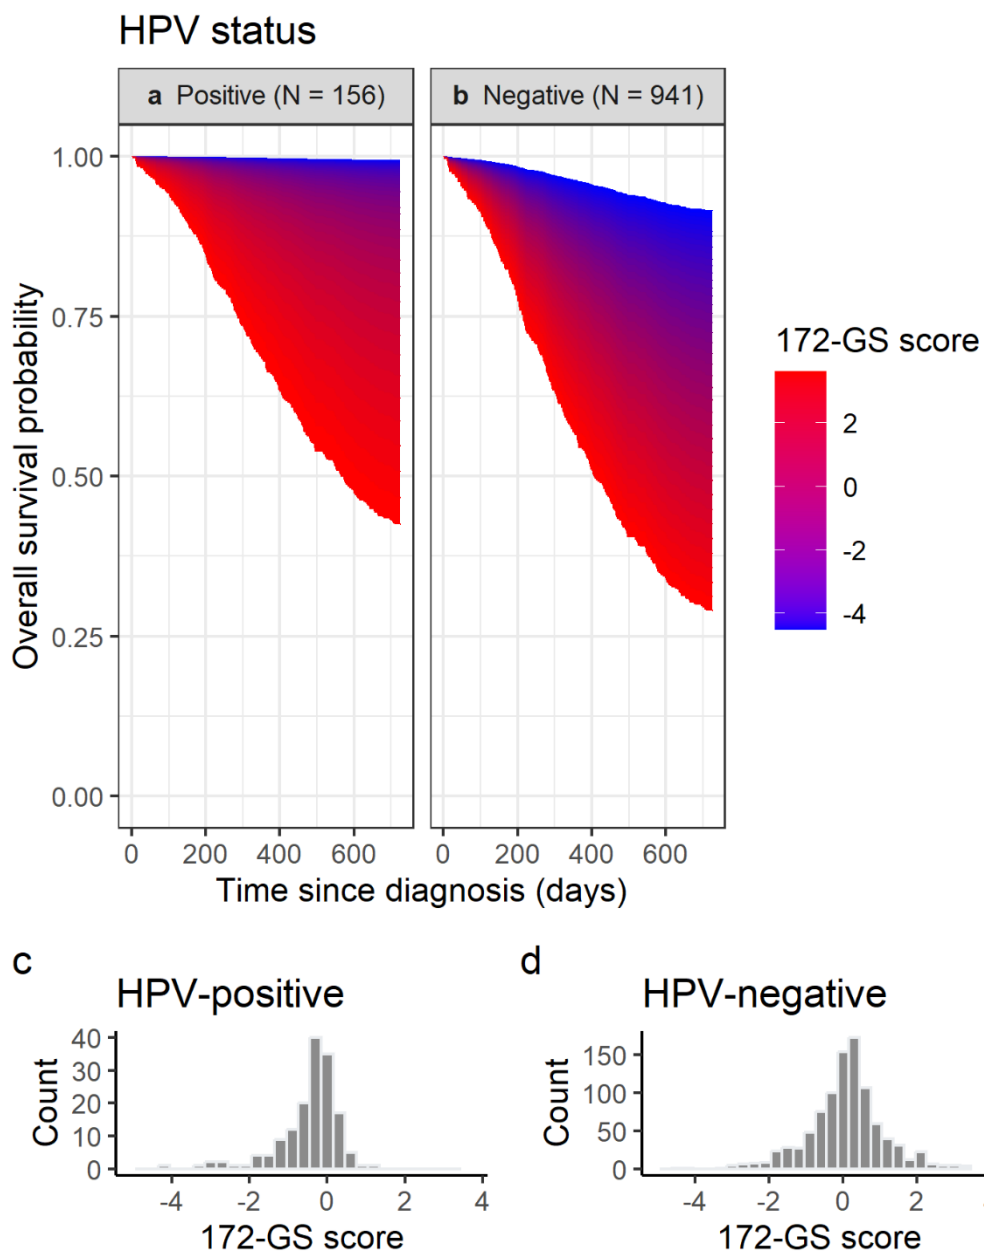 HPV status
a Positive (N = 156)
b Negative (N = 941)
Overall survival probability
1.00
0.75
0.50
0.25
0.00
0 200 400 600
0 200 400 600
Time since diagnosis (days)
172-GS score
2
0
-2
-4
c
HPV-positive
Count
40
30
20
10
0
-4 -2 0 2 4
172-GS score
d
HPV-negative
Count
150
100
50
0
-4 -2 0 2
172-GS score